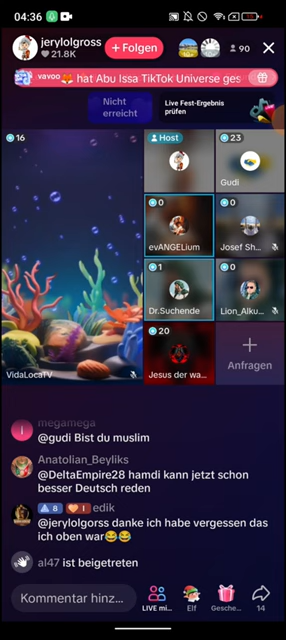 04:36
jerylolgross
21.8K
+ Folgen
90
vavoo hat Abu Issa TikTok Universe ges
Nicht erreicht
Live Fest-Ergebnis prüfen
16
VidaLocaTV
Host
23
Gudi
0
evANGELium
0
Josef Sh...
1
Dr.Suchende
0
Lion_Alku...
20
Jesus der wa...
+
Anfragen
megamega
@gudi Bist du muslim
Anatolian_Beyliks
@DeltaEmpire28 hamdi kann jetzt schon
besser Deutsch reden
8 1 edik
@jerylolgorss danke ich habe vergessen das
ich oben war😂😂
al47 ist beigetreten
Kommentar hinz...
LIVE mi...
Elf
Gesche...
14